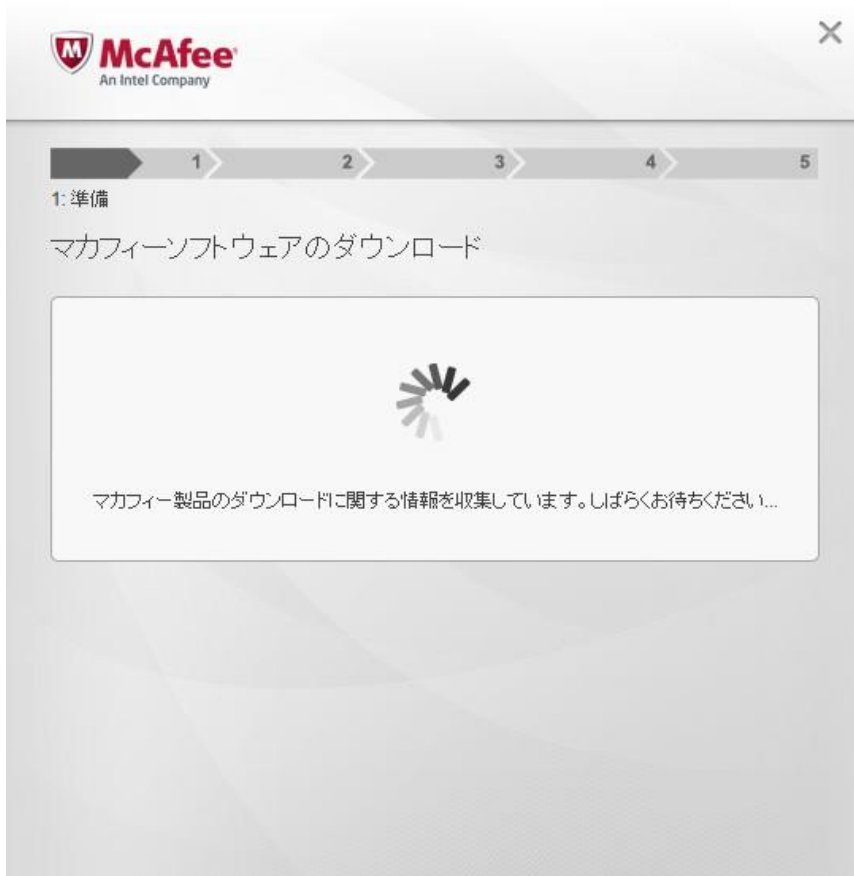 McAfee
An Intel Company
1 2 3 4 5
1: 準備
マカフィーソフトウェアのダウンロード
マカフィー製品のダウンロードに関する情報を収集しています。しばらくお待ちください...